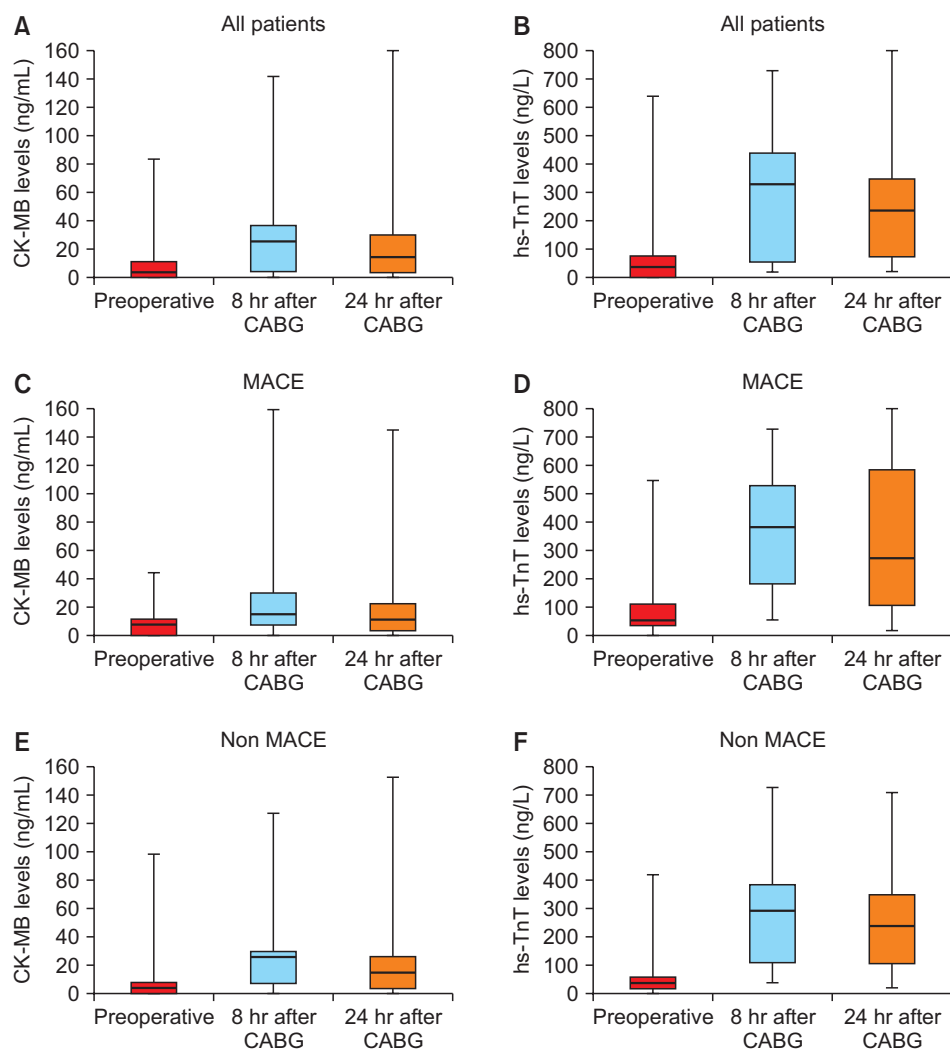 A
All patients
CK-MB levels (ng/mL)
160
140
120
100
80
60
40
20
0
Preoperative
8 hr after
CABG
24 hr after
CABG
B
All patients
hs-TnT levels (ng/L)
800
700
600
500
400
300
200
100
0
Preoperative
8 hr after
CABG
24 hr after
CABG
C
MACE
CK-MB levels (ng/mL)
160
140
120
100
80
60
40
20
0
Preoperative
8 hr after
CABG
24 hr after
CABG
D
MACE
hs-TnT levels (ng/L)
800
700
600
500
400
300
200
100
0
Preoperative
8 hr after
CABG
24 hr after
CABG
E
Non MACE
CK-MB levels (ng/mL)
160
140
120
100
80
60
40
20
0
Preoperative
8 hr after
CABG
24 hr after
CABG
F
Non MACE
hs-TnT levels (ng/L)
800
700
600
500
400
300
200
100
0
Preoperative
8 hr after
CABG
24 hr after
CABG